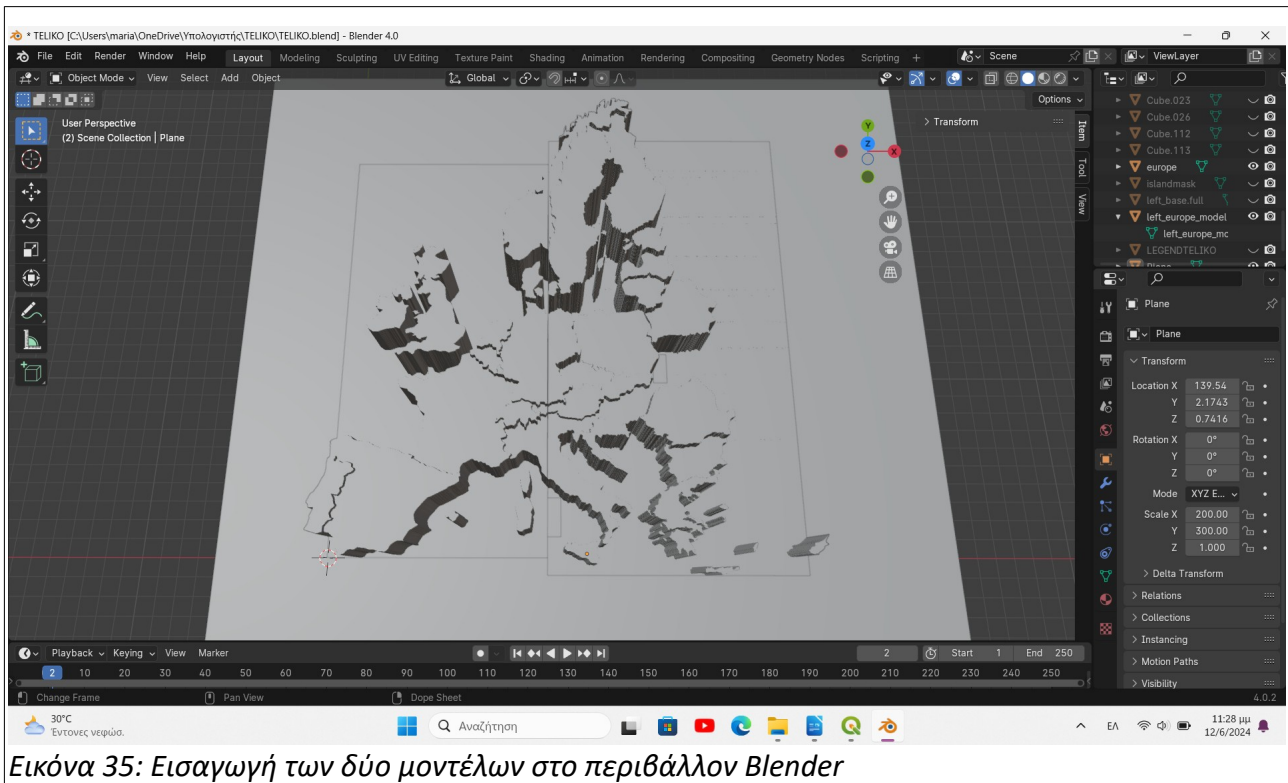 * TELIKO [C:\Users\maria\OneDrive\Υπολογιστής\TELIKO\TELIKO.blend] - Blender 4.0
File Edit Render Window Help Layout Modeling Sculpting UV Editing Texture Paint Shading Animation Rendering Compositing Geometry Nodes Scripting + Scene ViewLayer
Object Mode View Select Add Object Global
Options
User Perspective
(2) Scene Collection | Plane
Y
Z
X
> Transform
Item
Tool
View
Cube.023
Cube.026
Cube.112
Cube.113
europe
islandmask
left_base.full
left_europe_model
left_europe_mc
LEGENDTELIKO
Plane
Plane
Plane
Transform
Location X 139.54
Y 2.1743
Z 0.7416
Rotation X 0°
Y 0°
Z 0°
Mode XYZ E...
Scale X 200.00
Y 300.00
Z 1.000
> Delta Transform
> Relations
> Collections
> Instancing
> Motion Paths
> Visibility
Playback Keying View Marker 2 Start 1 End 250
2 10 20 30 40 50 60 70 80 90 100 110 120 130 140 150 160 170 180 190 200 210 220 230 240 250
Change Frame Pan View Dope Sheet 4.0.2
30°C
Έντονες νεφώσ.
Αναζήτηση
ΕΛ
11:28 μμ
12/6/2024
Εικόνα 35: Εισαγωγή των δύο μοντέλων στο περιβάλλον Blender